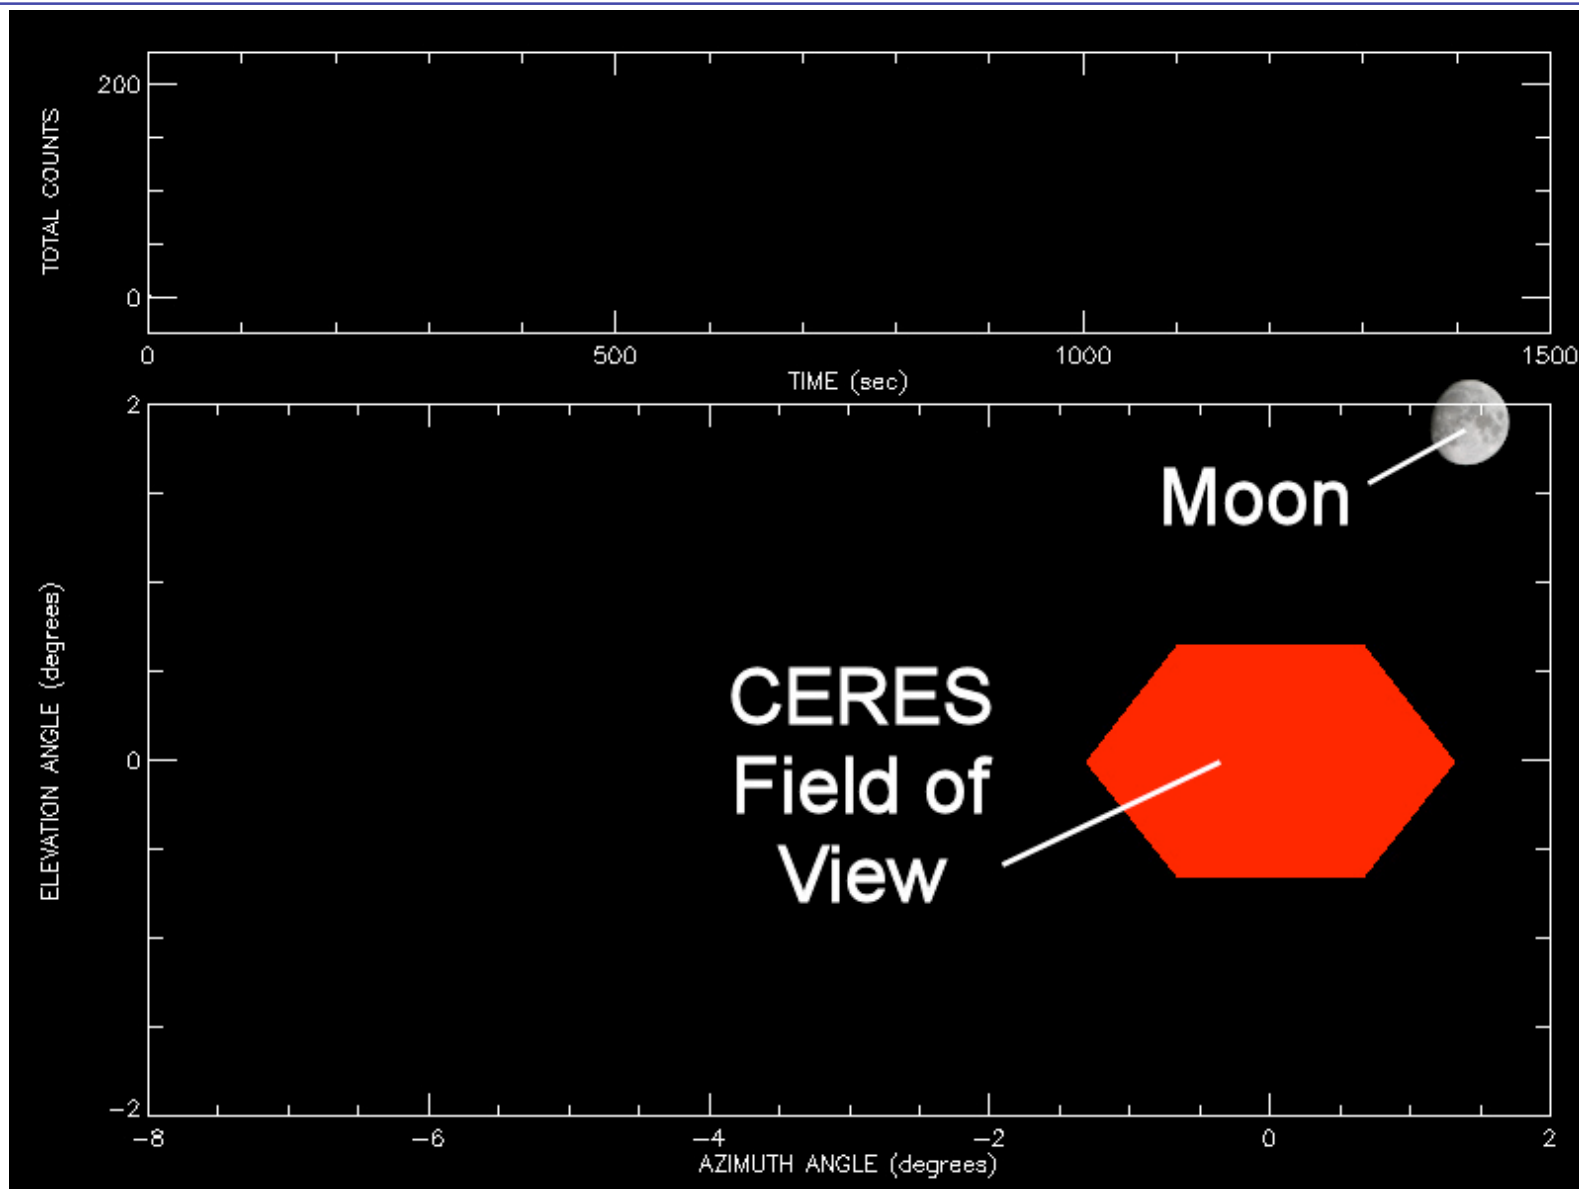 TOTAL COUNTS
200
0
0 500 1000 1500
TIME (sec)
Moon
CERES
Field of
View
ELEVATION ANGLE (degrees)
2
0
−2
−8 −6 −4 −2 0 2
AZIMUTH ANGLE (degrees)